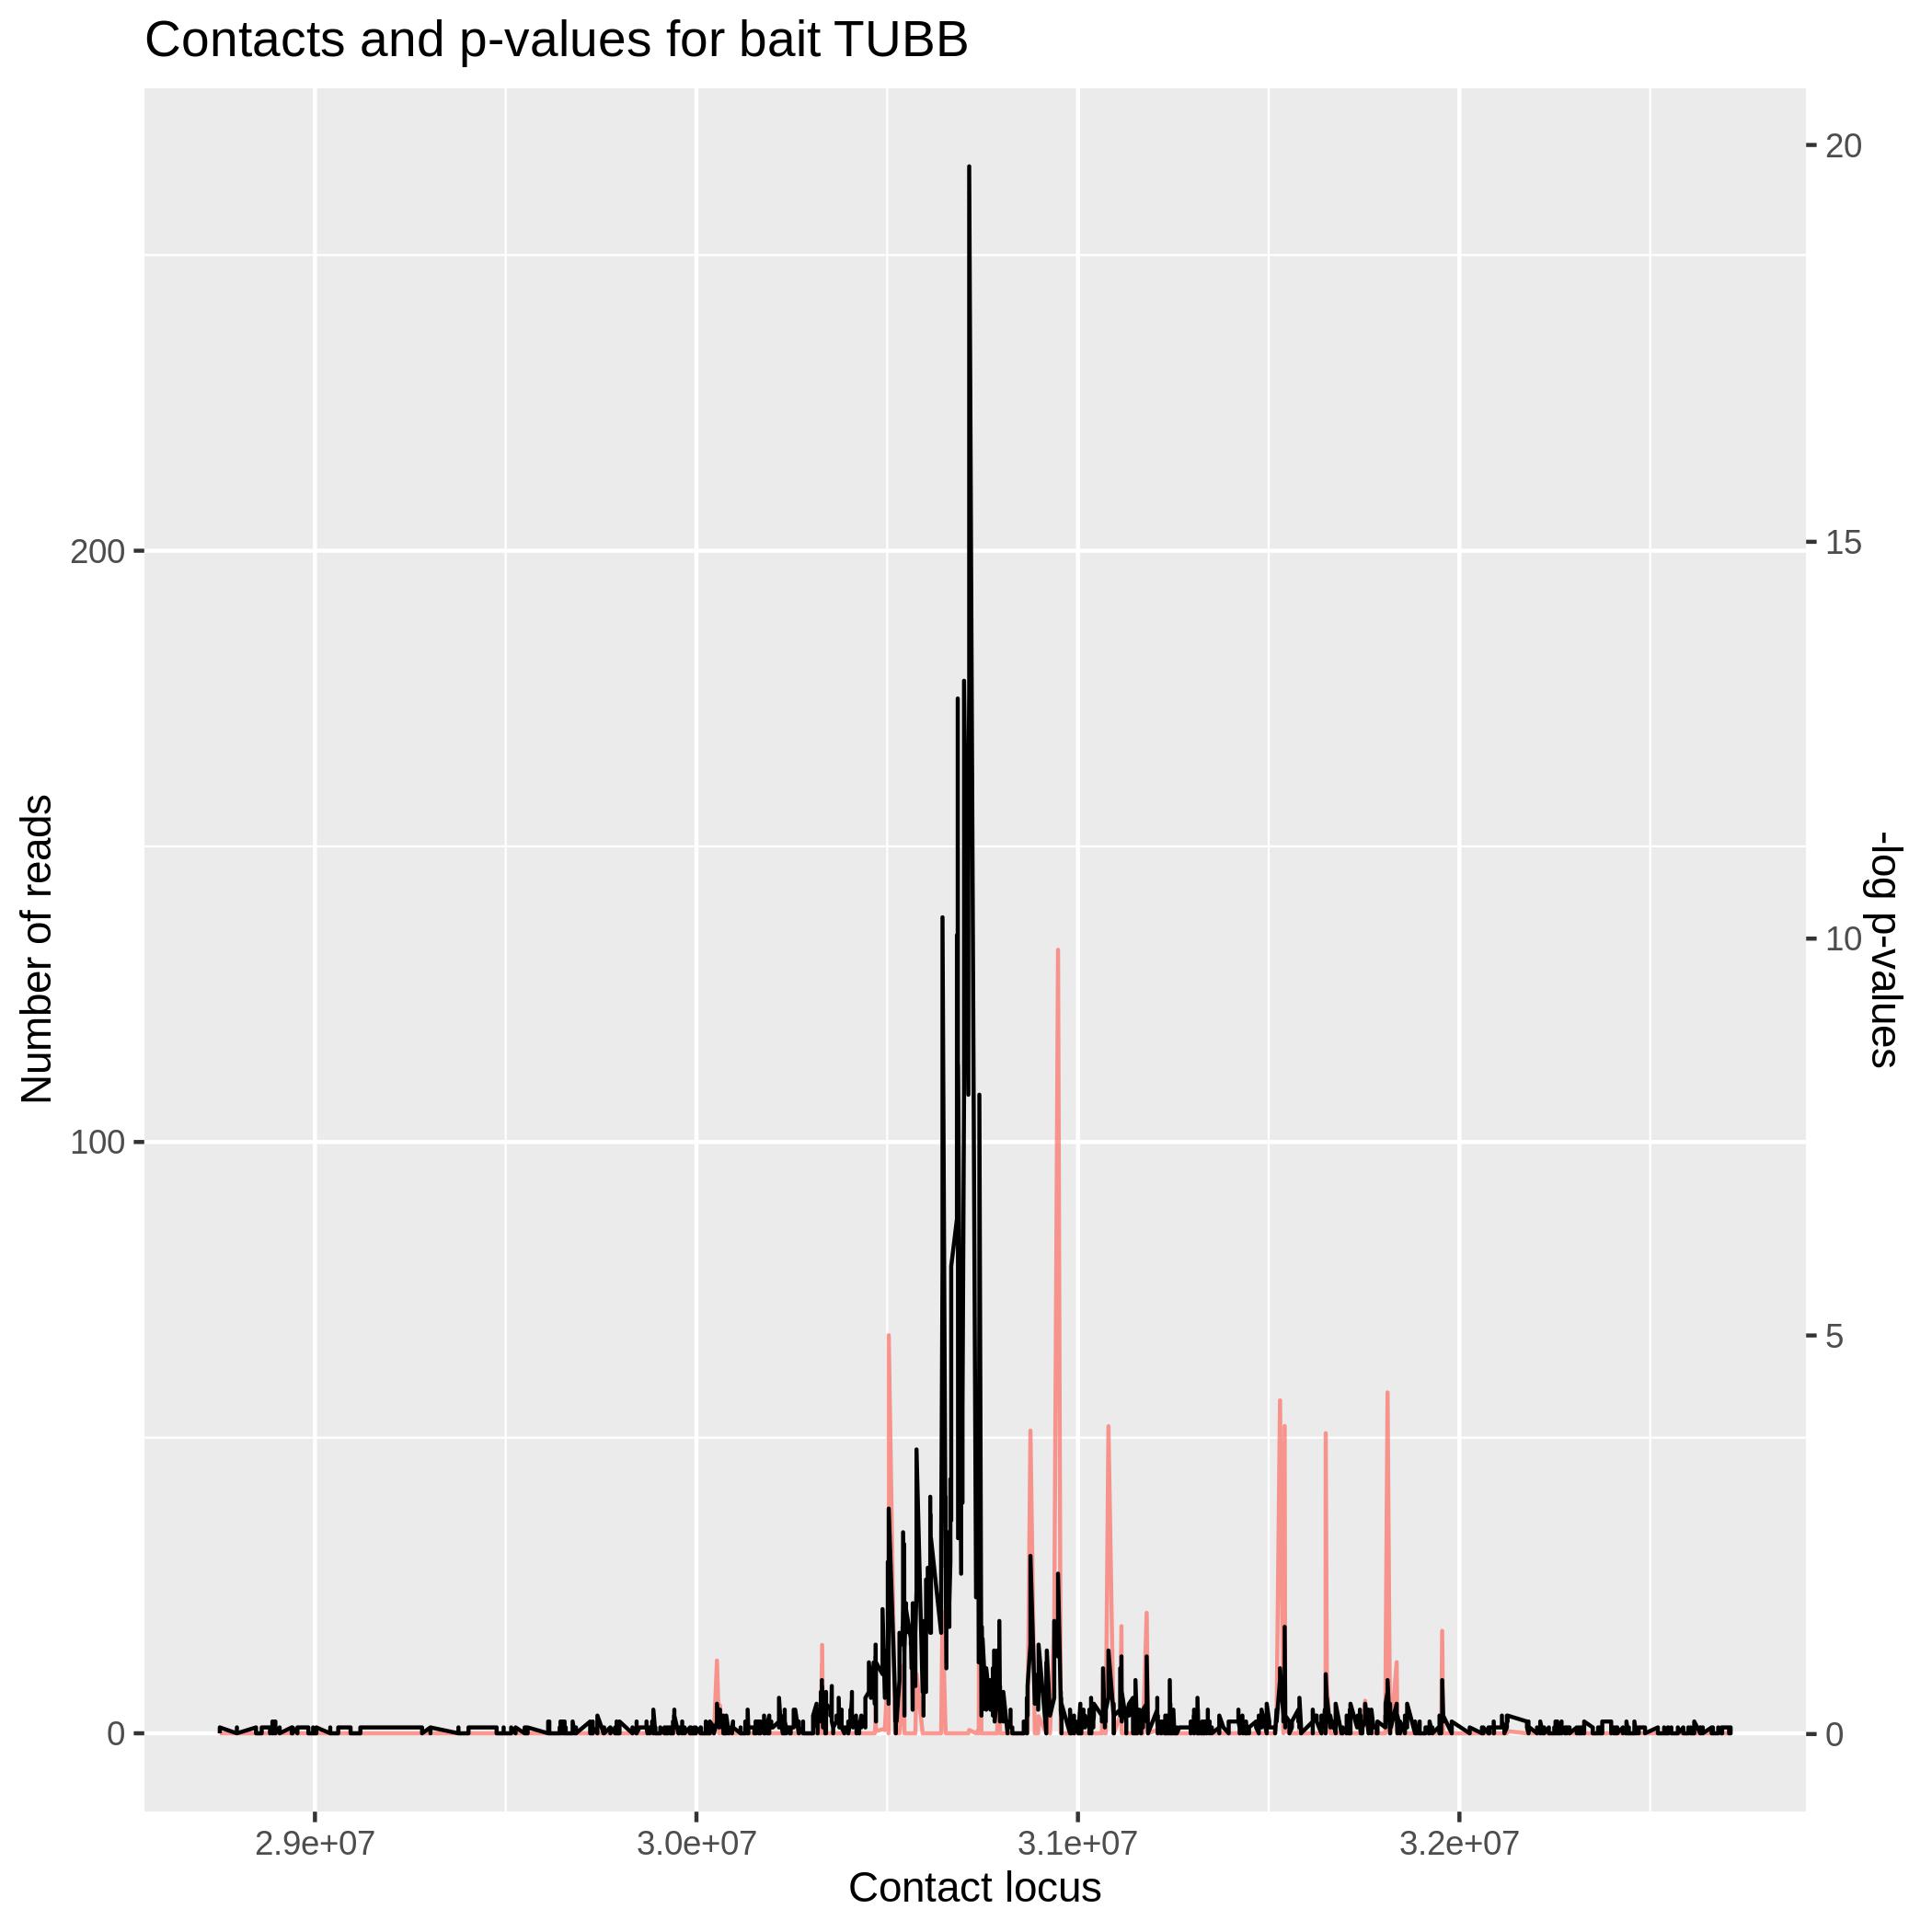 Contacts and p-values for bait TUBB
Number of reads
200
100
0
20
15
10
5
0
-log p-values
2.9e+07
3.0e+07
3.1e+07
3.2e+07
Contact locus